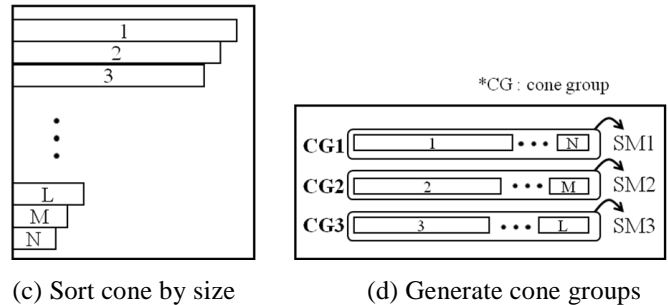 1
2
3
L
M
N
(c) Sort cone by size
*CG : cone group
CG1 1 ••• N SM1
CG2 2 ••• M SM2
CG3 3 ••• L SM3
(d) Generate cone groups